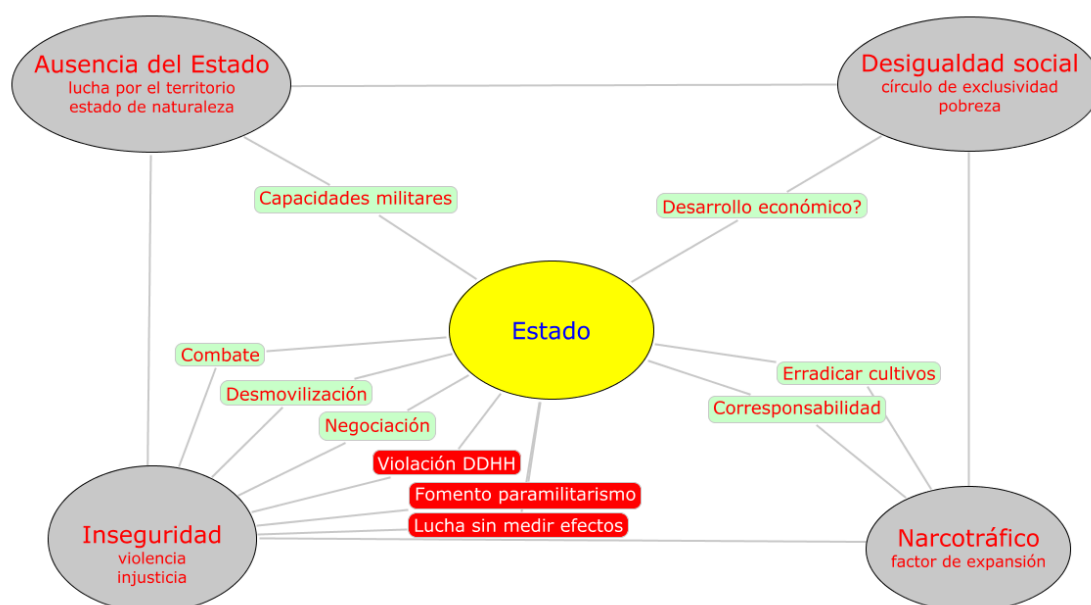 Ausencia del Estado
lucha por el territorio
estado de naturaleza
Desigualdad social
círculo de exclusividad
pobreza
Capacidades militares
Desarrollo económico?
Estado
Combate
Desmovilización
Negociación
Erradicar cultivos
Corresponsabilidad
Violación DDHH
Fomento paramilitarismo
Lucha sin medir efectos
Inseguridad
violencia
injusticia
Narcotráfico
factor de expansión